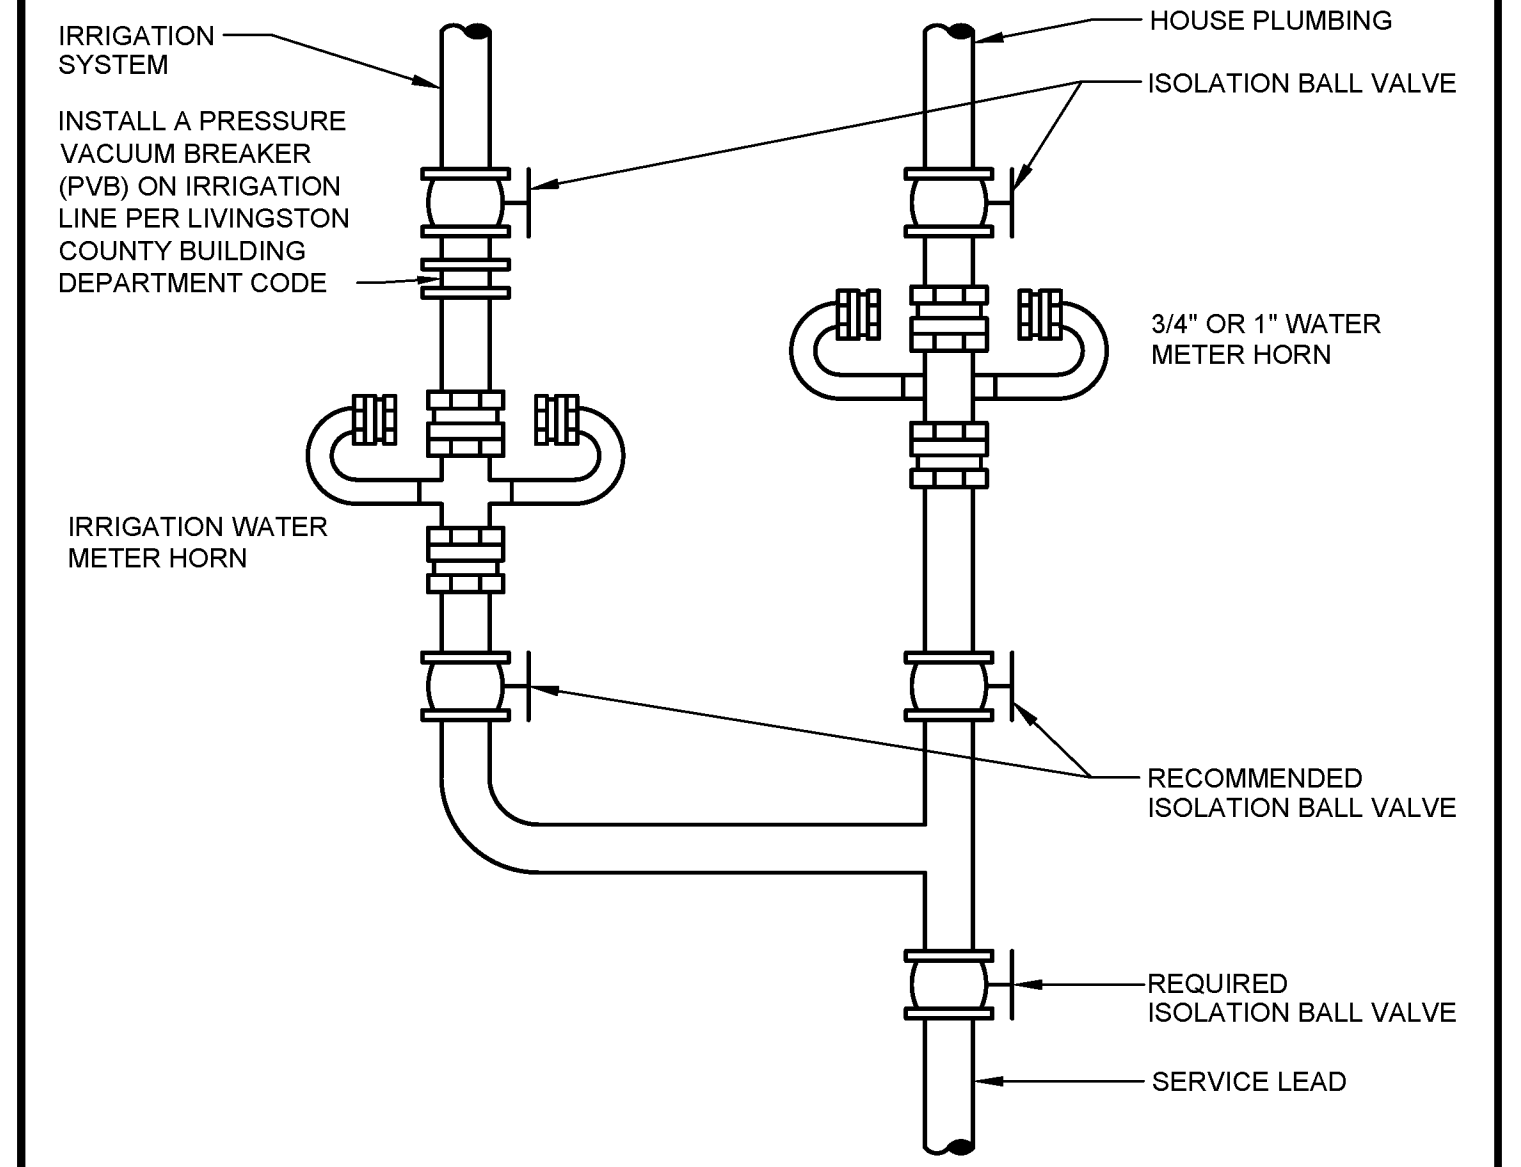 IRRIGATION
SYSTEM
INSTALL A PRESSURE
VACUUM BREAKER
(PVB) ON IRRIGATION
LINE PER LIVINGSTON
COUNTY BUILDING
DEPARTMENT CODE
IRRIGATION WATER
METER HORN
HOUSE PLUMBING
ISOLATION BALL VALVE
3/4" OR 1" WATER
METER HORN
RECOMMENDED
ISOLATION BALL VALVE
REQUIRED
ISOLATION BALL VALVE
SERVICE LEAD